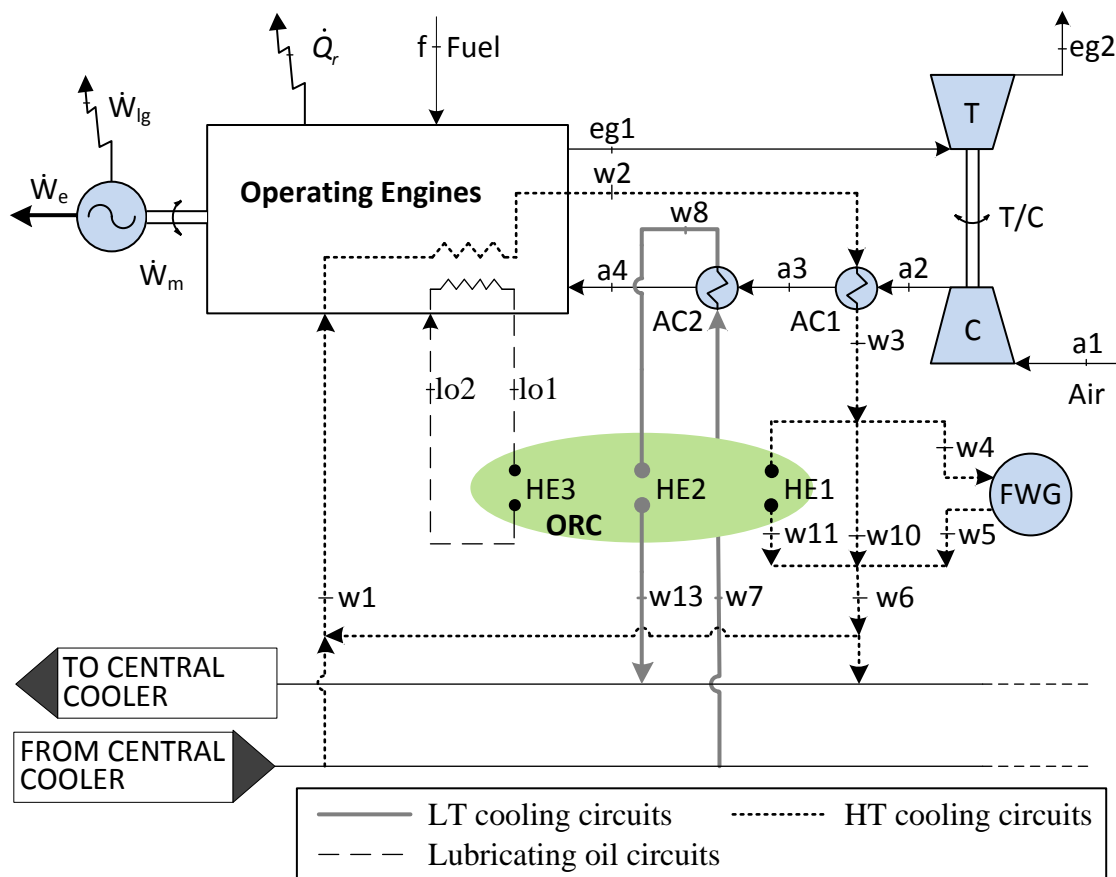 Q̇r
f
Fuel
eg2
Ẇlg
T
eg1
Operating Engines
w2
Ẇe
w8
T/C
Ẇm
a4
a3
a2
AC2
AC1
C
w3
a1
lo2
lo1
Air
w4
HE3
HE2
HE1
FWG
ORC
w11
w10
w5
w1
w13
w7
w6
TO CENTRAL
COOLER
FROM CENTRAL
COOLER
LT cooling circuits
HT cooling circuits
Lubricating oil circuits